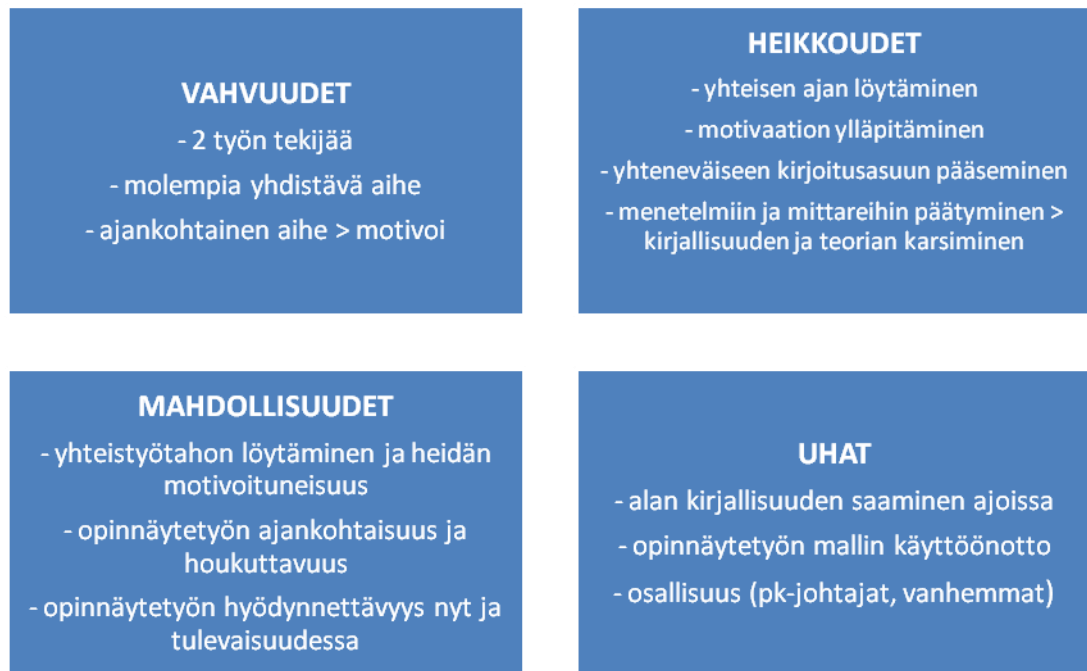 VAHVUUDET
- 2 työn tekijää
- molempia yhdistävä aihe
- ajankohtainen aihe > motivoi
HEIKKOUDET
- yhteisen ajan löytäminen
- motivaation ylläpitäminen
- yhteneväiseen kirjoitusasuun pääseminen
- menetelmiin ja mittareihin päätyminen >
kirjallisuuden ja teorian karsiminen
MAHDOLLISUUDET
- yhteistyötahon löytäminen ja heidän
motivoituneisuus
- opinnäytetyön ajankohtaisuus ja
houkuttavuus
- opinnäytetyön hyödynnettävyys nyt ja
tulevaisuudessa
UHAT
- alan kirjallisuuden saaminen ajoissa
- opinnäytetyön mallin käyttöönotto
- osallisuus (pk-johtajat, vanhemmat)